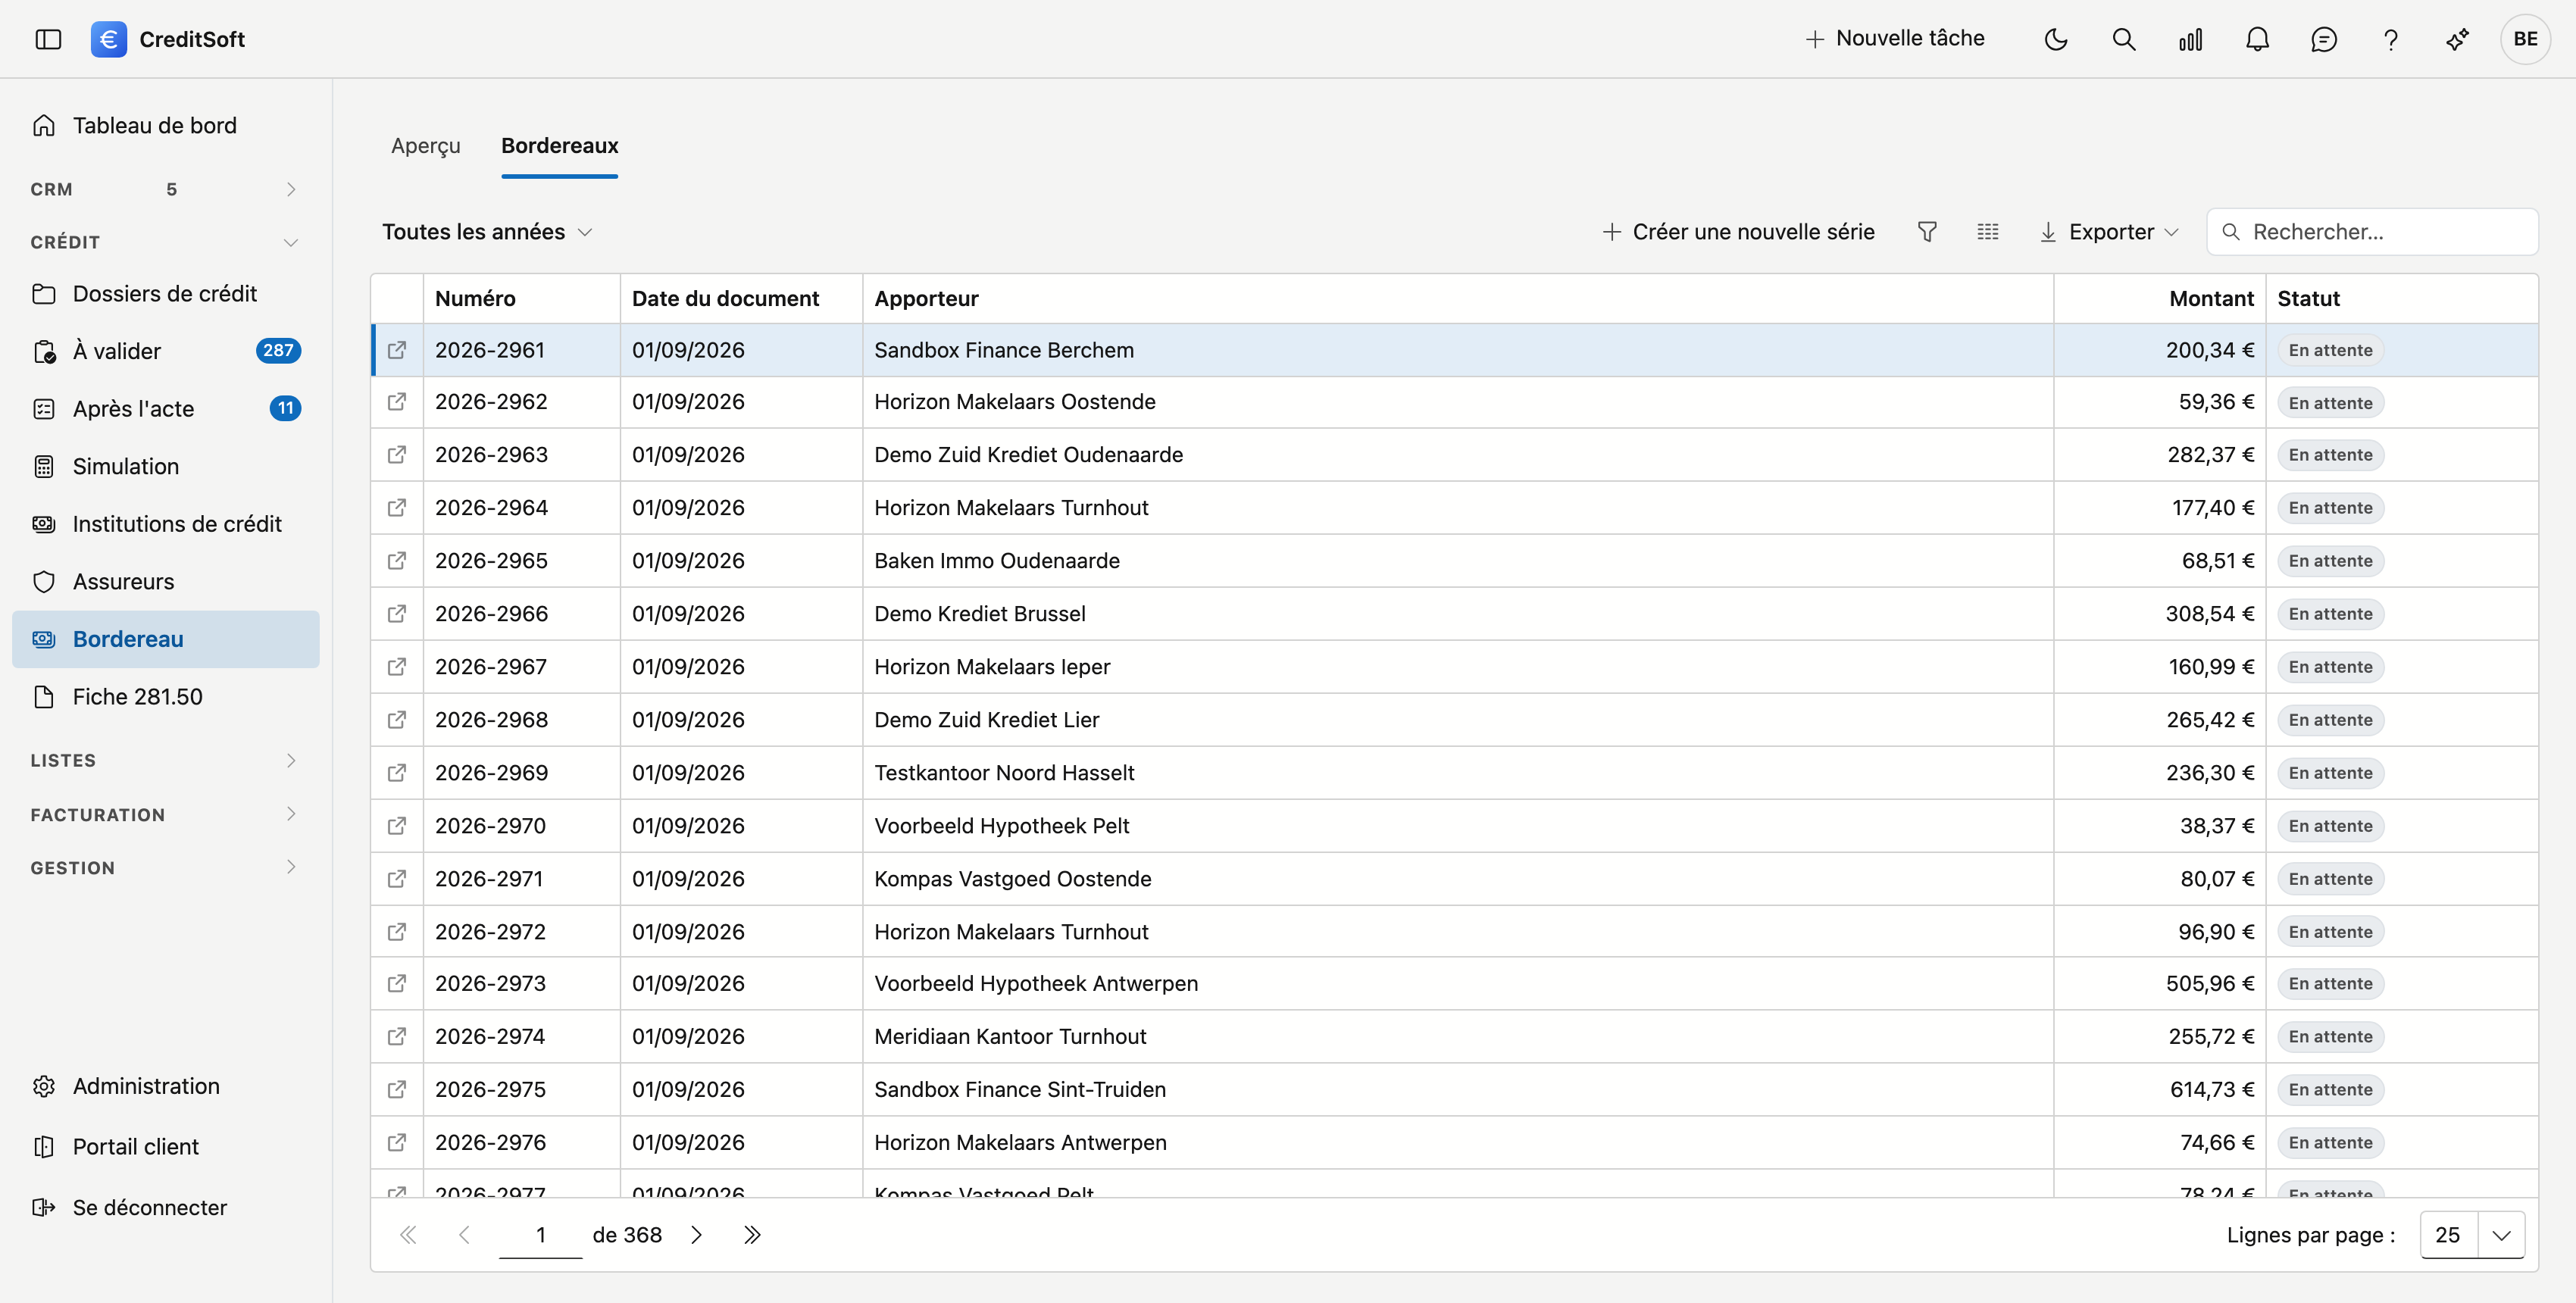 CreditSoft
Nouvelle tâche
BE
Tableau de bord
CRM 5
CRÉDIT
Dossiers de crédit
À valider 287
Après l'acte 11
Simulation
Institutions de crédit
Assureurs
Bordereau
Fiche 281.50
LISTES
FACTURATION
GESTION
Administration
Portail client
Se déconnecter
Aperçu Bordereaux
Toutes les années Créer une nouvelle série Exporter Rechercher...
Numéro Date du document Apporteur Montant Statut
2026-2961 01/09/2026 Sandbox Finance Berchem 200,34 € En attente
2026-2962 01/09/2026 Horizon Makelaars Oostende 59,36 € En attente
2026-2963 01/09/2026 Demo Zuid Krediet Oudenaarde 282,37 € En attente
2026-2964 01/09/2026 Horizon Makelaars Turnhout 177,40 € En attente
2026-2965 01/09/2026 Baken Immo Oudenaarde 68,51 € En attente
2026-2966 01/09/2026 Demo Krediet Brussel 308,54 € En attente
2026-2967 01/09/2026 Horizon Makelaars Ieper 160,99 € En attente
2026-2968 01/09/2026 Demo Zuid Krediet Lier 265,42 € En attente
2026-2969 01/09/2026 Testkantoor Noord Hasselt 236,30 € En attente
2026-2970 01/09/2026 Voorbeeld Hypotheek Pelt 38,37 € En attente
2026-2971 01/09/2026 Kompas Vastgoed Oostende 80,07 € En attente
2026-2972 01/09/2026 Horizon Makelaars Turnhout 96,90 € En attente
2026-2973 01/09/2026 Voorbeeld Hypotheek Antwerpen 505,96 € En attente
2026-2974 01/09/2026 Meridiaan Kantoor Turnhout 255,72 € En attente
2026-2975 01/09/2026 Sandbox Finance Sint-Truiden 614,73 € En attente
2026-2976 01/09/2026 Horizon Makelaars Antwerpen 74,66 € En attente
2026-2977 01/09/2026 Kompas Vastgoed Pelt 78,24 € En attente
1 de 368 Lignes par page : 25